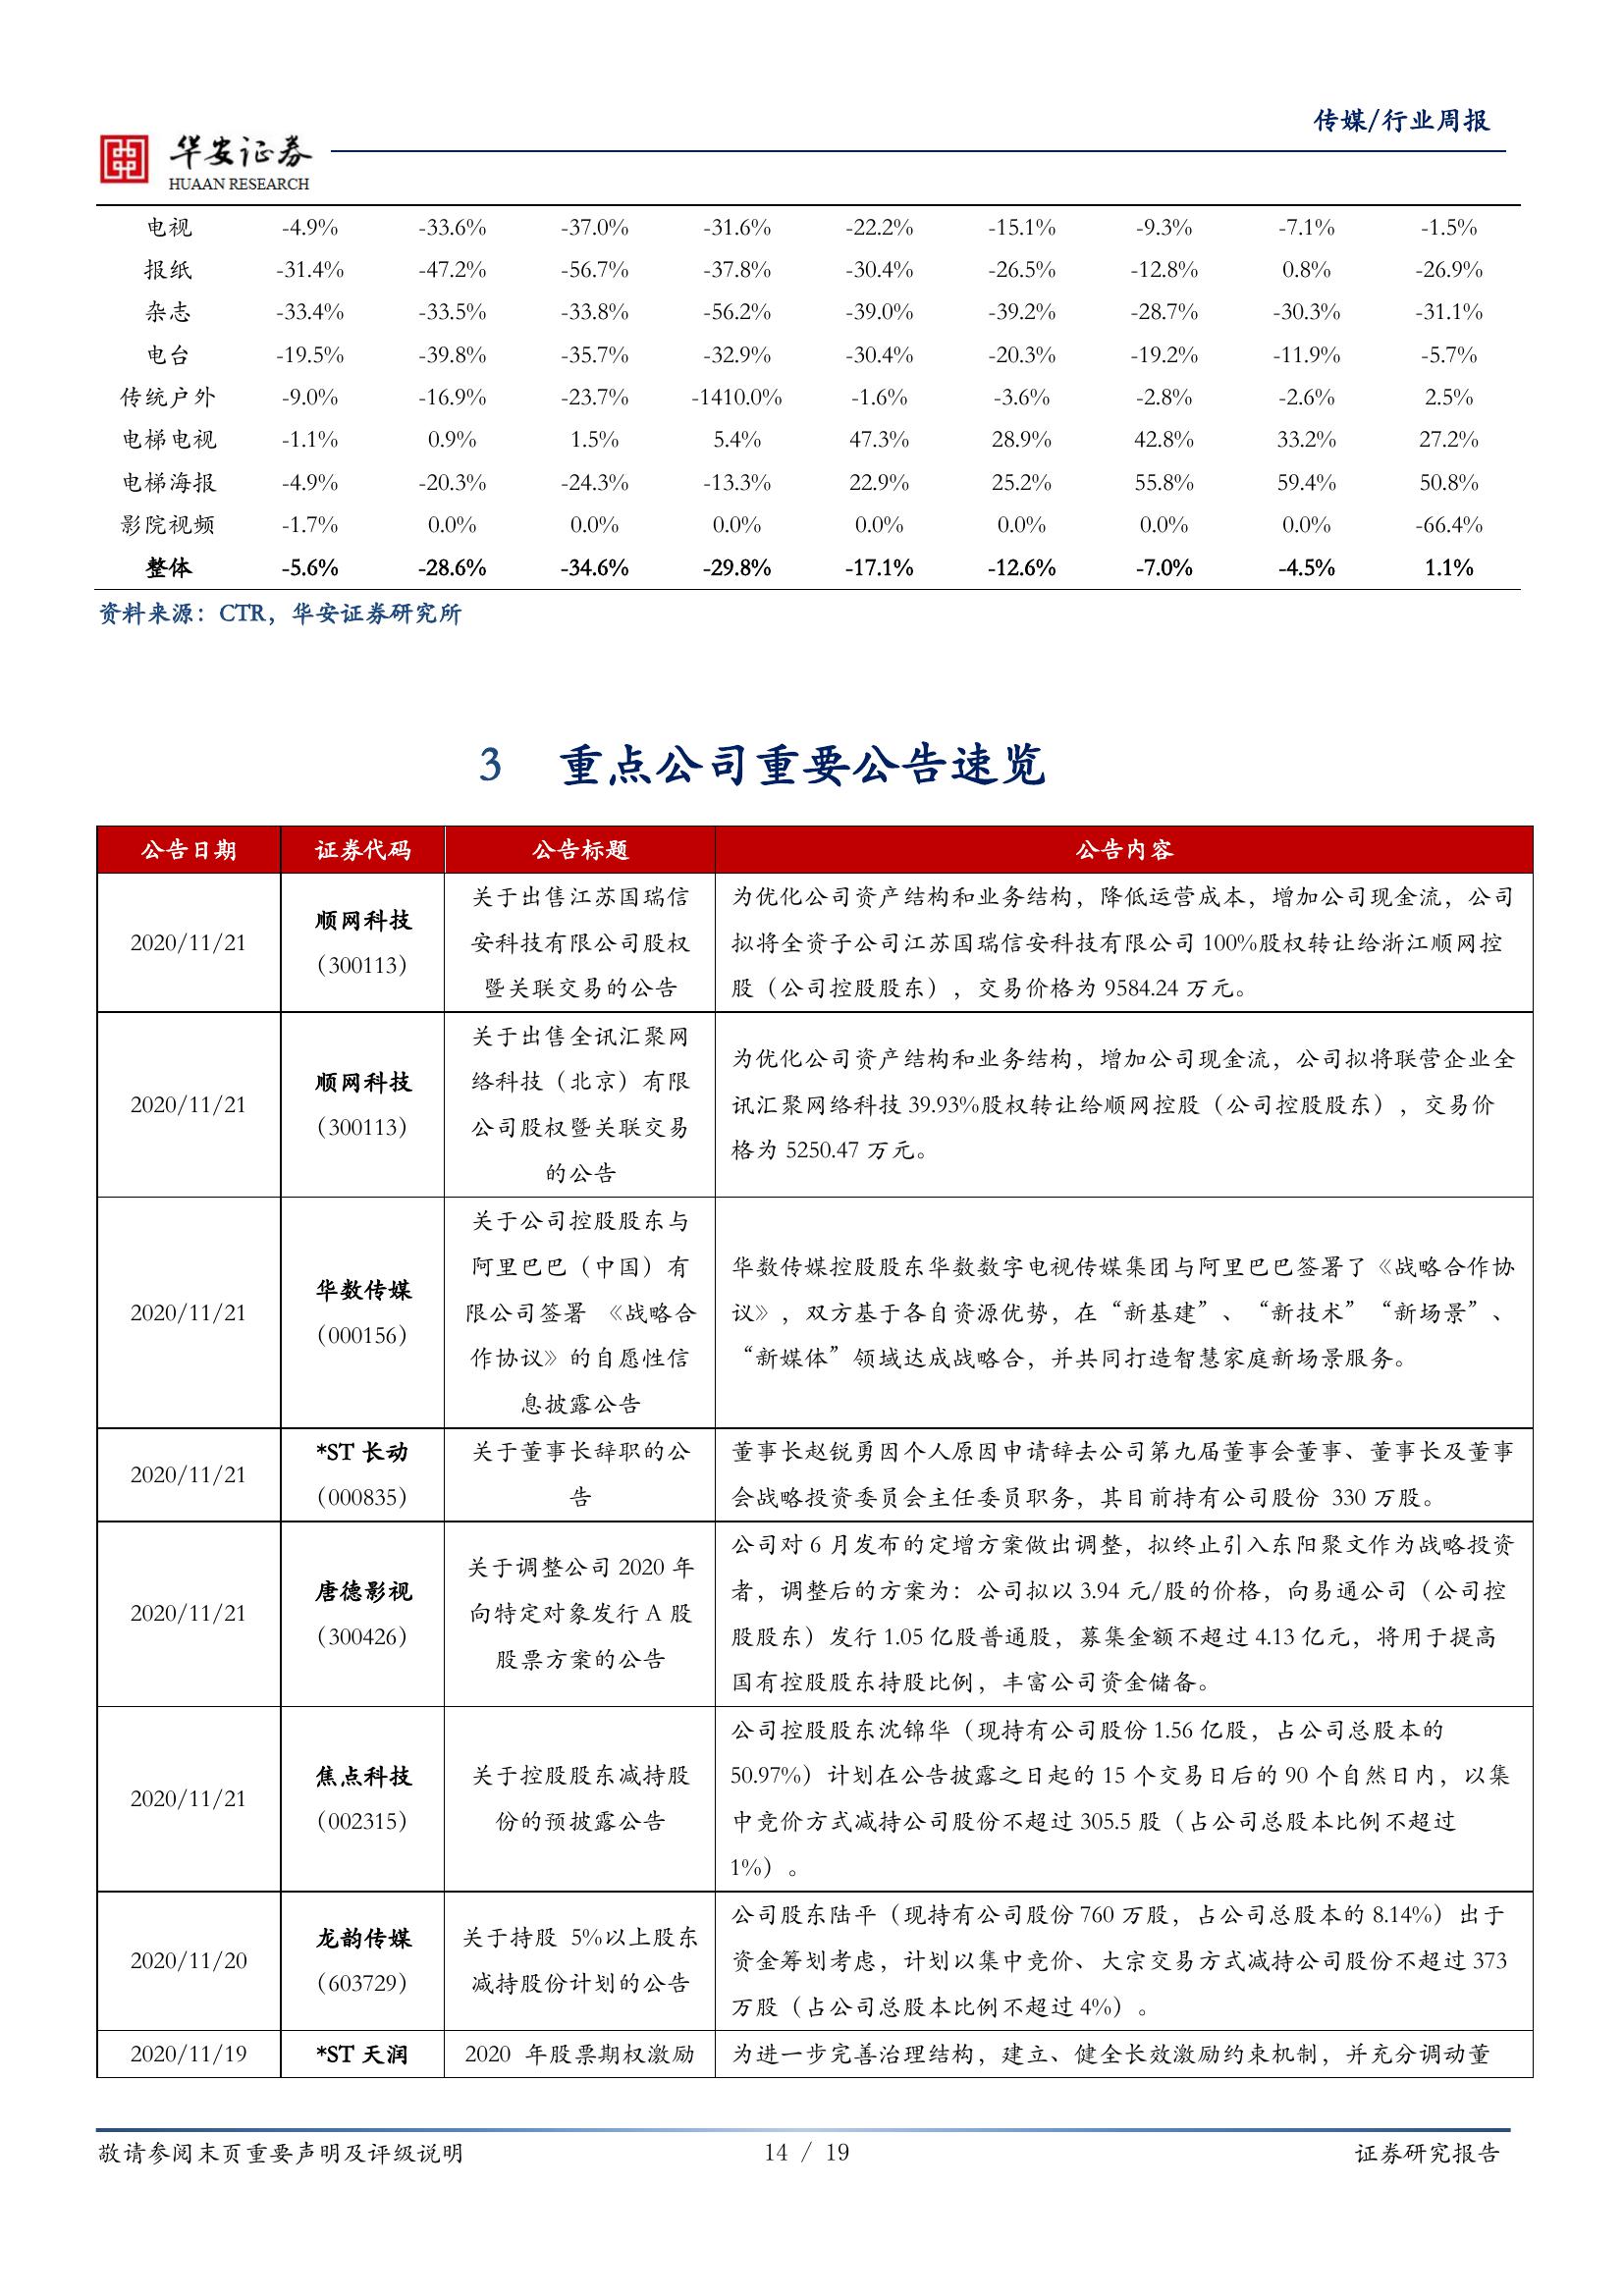 传媒/行业周报
华安证券
HUAAN RESEARCH
电视 -4.9% -33.6% -37.0% -31.6% -22.2% -15.1% -9.3% -7.1% -1.5%
报纸 -31.4% -47.2% -56.7% -37.8% -30.4% -26.5% -12.8% 0.8% -26.9%
杂志 -33.4% -33.5% -33.8% -56.2% -39.0% -39.2% -28.7% -30.3% -31.1%
电台 -19.5% -39.8% -35.7% -32.9% -30.4% -20.3% -19.2% -11.9% -5.7%
传统户外 -9.0% -16.9% -23.7% -1410.0% -1.6% -3.6% -2.8% -2.6% 2.5%
电梯电视 -1.1% 0.9% 1.5% 5.4% 47.3% 28.9% 42.8% 33.2% 27.2%
电梯海报 -4.9% -20.3% -24.3% -13.3% 22.9% 25.2% 55.8% 59.4% 50.8%
影院视频 -1.7% 0.0% 0.0% 0.0% 0.0% 0.0% 0.0% 0.0% -66.4%
整体 -5.6% -28.6% -34.6% -29.8% -17.1% -12.6% -7.0% -4.5% 1.1%
资料来源：CTR，华安证券研究所
3 重点公司重要公告速览
公告日期 证券代码 公告标题 公告内容
2020/11/21
顺网科技
（300113）
关于出售江苏国瑞信
安科技有限公司股权
暨关联交易的公告
为优化公司资产结构和业务结构，降低运营成本，增加公司现金流，公司
拟将全资子公司江苏国瑞信安科技有限公司 100%股权转让给浙江顺网控
股（公司控股股东），交易价格为 9584.24 万元。
2020/11/21
顺网科技
（300113）
关于出售全讯汇聚网
络科技（北京）有限
公司股权暨关联交易
的公告
为优化公司资产结构和业务结构，增加公司现金流，公司拟将联营企业全
讯汇聚网络科技 39.93%股权转让给顺网控股（公司控股股东），交易价
格为 5250.47 万元。
2020/11/21
华数传媒
（000156）
关于公司控股股东与
阿里巴巴（中国）有
限公司签署 《战略合
作协议》的自愿性信
息披露公告
华数传媒控股股东华数数字电视传媒集团与阿里巴巴签署了《战略合作协
议》，双方基于各自资源优势，在“新基建”、“新技术”“新场景”、
“新媒体”领域达成战略合，并共同打造智慧家庭新场景服务。
2020/11/21
*ST 长动
（000835）
关于董事长辞职的公
告
董事长赵锐勇因个人原因申请辞去公司第九届董事会董事、董事长及董事
会战略投资委员会主任委员职务，其目前持有公司股份 330 万股。
2020/11/21
唐德影视
（300426）
关于调整公司 2020 年
向特定对象发行 A 股
股票方案的公告
公司对 6 月发布的定增方案做出调整，拟终止引入东阳聚文作为战略投资
者，调整后的方案为：公司拟以 3.94 元/股的价格，向易通公司（公司控
股股东）发行 1.05 亿股普通股，募集金额不超过 4.13 亿元，将用于提高
国有控股股东持股比例，丰富公司资金储备。
2020/11/21
焦点科技
（002315）
关于控股股东减持股
份的预披露公告
公司控股股东沈锦华（现持有公司股份 1.56 亿股，占公司总股本的
50.97%）计划在公告披露之日起的 15 个交易日后的 90 个自然日内，以集
中竞价方式减持公司股份不超过 305.5 股（占公司总股本比例不超过
1%）。
2020/11/20
龙韵传媒
（603729）
关于持股 5%以上股东
减持股份计划的公告
公司股东陆平（现持有公司股份 760 万股，占公司总股本的 8.14%）出于
资金筹划考虑，计划以集中竞价、大宗交易方式减持公司股份不超过 373
万股（占公司总股本比例不超过 4%）。
2020/11/19 *ST 天润 2020 年股票期权激励 为进一步完善治理结构，建立、健全长效激励约束机制，并充分调动董
敬请参阅末页重要声明及评级说明 14 / 19 证券研究报告